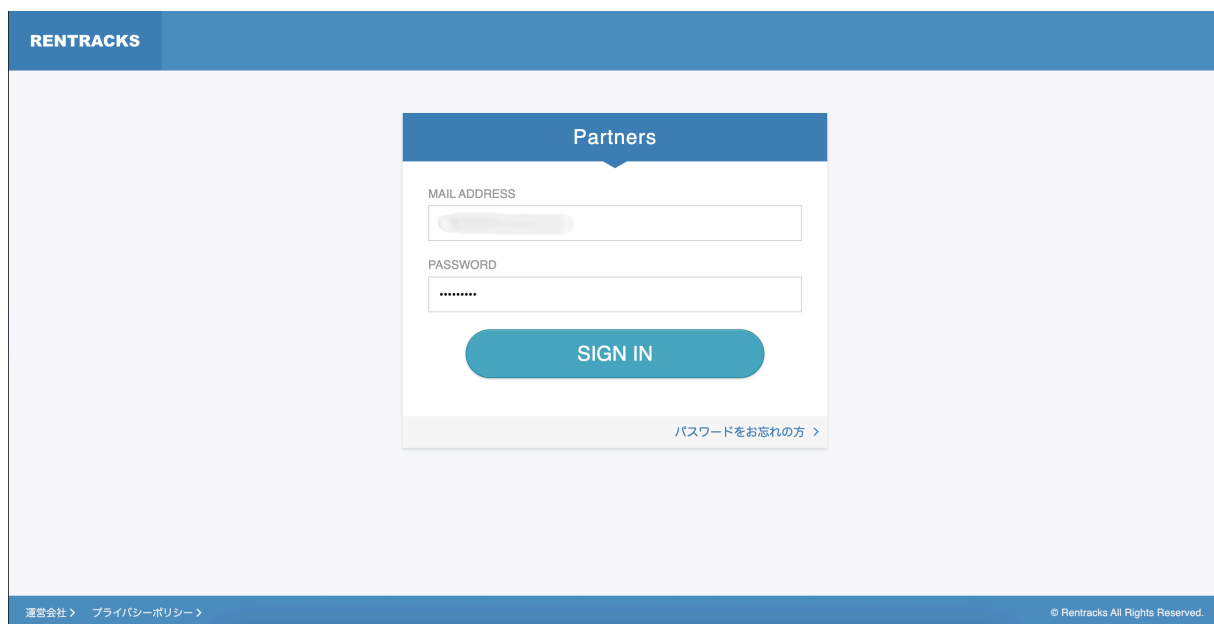 RENTRACKS
Partners
MAIL ADDRESS
PASSWORD
•••••••••
SIGN IN
パスワードをお忘れの方 >
運営会社 > プライバシーポリシー >
© Rentracks All Rights Reserved.